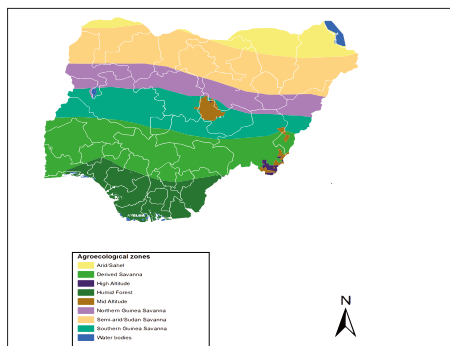 Agroecological zones
Arid/Sahel
Derived Savanna
High Altitude
Humid Forest
Mid Altitude
Northern Guinea Savanna
Semi-arid/Sudan Savanna
Southern Guinea Savanna
Water bodies
N